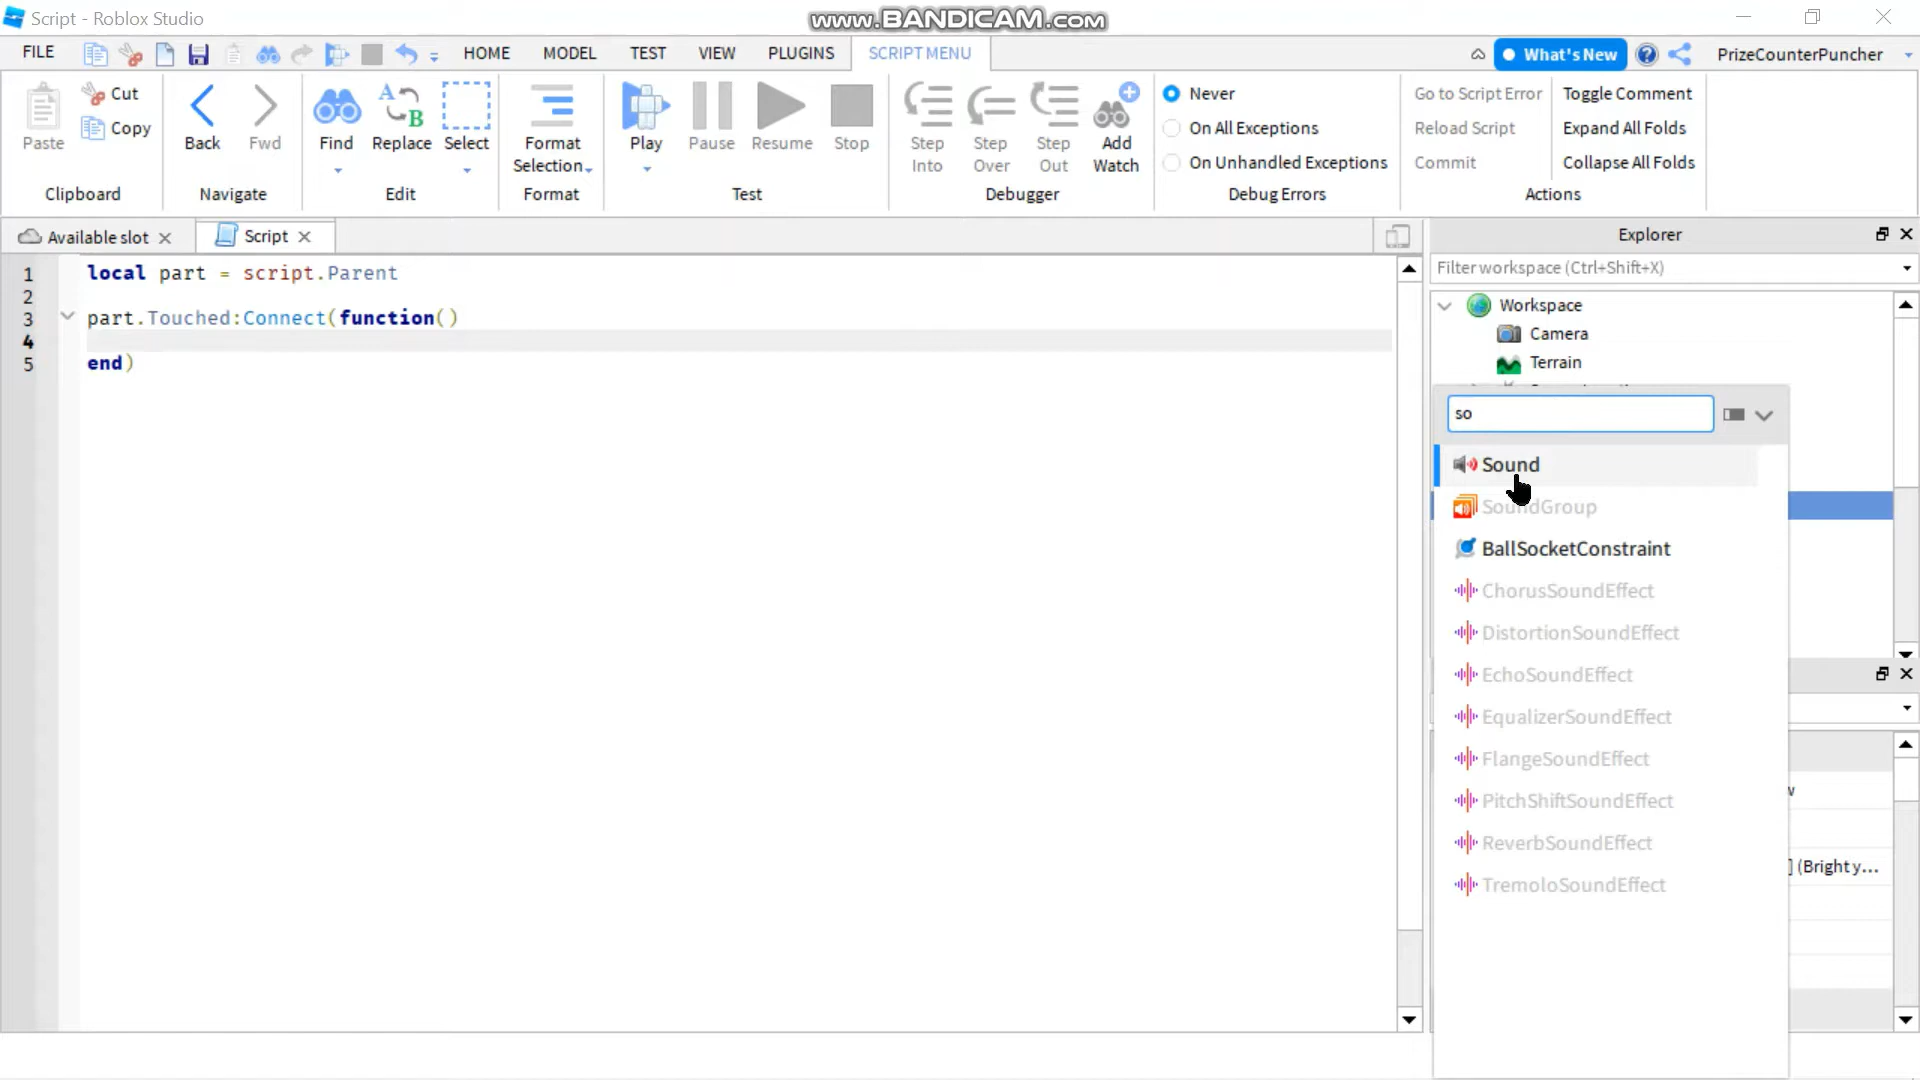 Script - Roblox Studio
www.BANDICAM.com
FILE
HOME
MODEL
TEST
VIEW
PLUGINS
SCRIPT MENU
What's New
PrizeCounterPuncher
Paste
Cut
Copy
Clipboard
Back
Fwd
Navigate
Find
Replace
Select
Edit
Format
Selection
Format
Play
Pause
Resume
Stop
Test
Step
Into
Step
Over
Step
Out
Add
Watch
Debugger
Never
On All Exceptions
On Unhandled Exceptions
Debug Errors
Go to Script Error
Reload Script
Commit
Toggle Comment
Expand All Folds
Collapse All Folds
Actions
Available slot
Script
1 local part = script.Parent
2
3 part.Touched:Connect(function()
4
5 end)
Explorer
Filter workspace (Ctrl+Shift+X)
Workspace
Camera
Terrain
so
Sound
SoundGroup
BallSocketConstraint
ChorusSoundEffect
DistortionSoundEffect
EchoSoundEffect
EqualizerSoundEffect
FlangeSoundEffect
PitchShiftSoundEffect
ReverbSoundEffect
TremoloSoundEffect
] (Bright y...